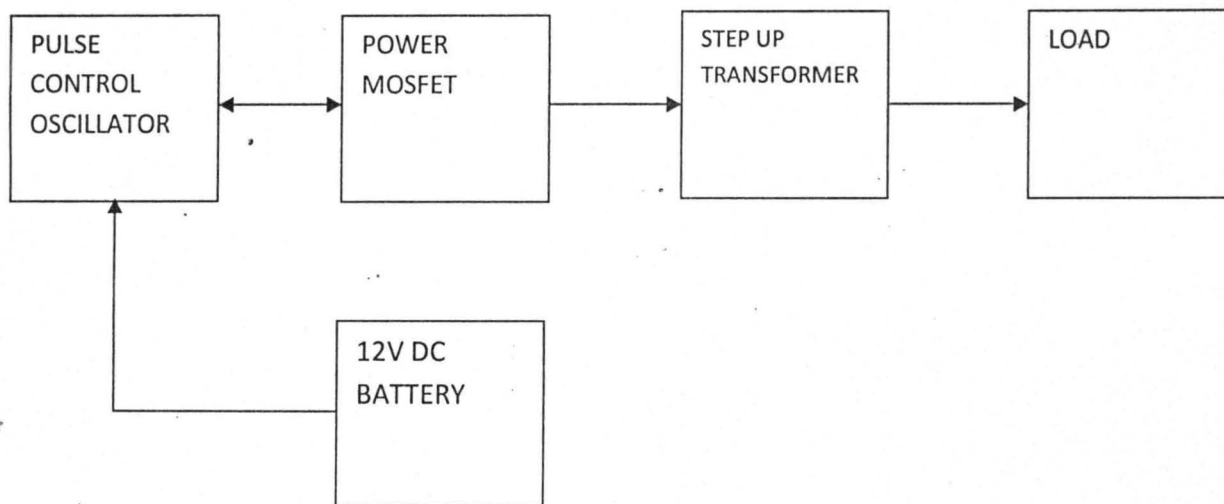 PULSE
CONTROL
OSCILLATOR
POWER
MOSFET
STEP UP
TRANSFORMER
LOAD
12V DC
BATTERY